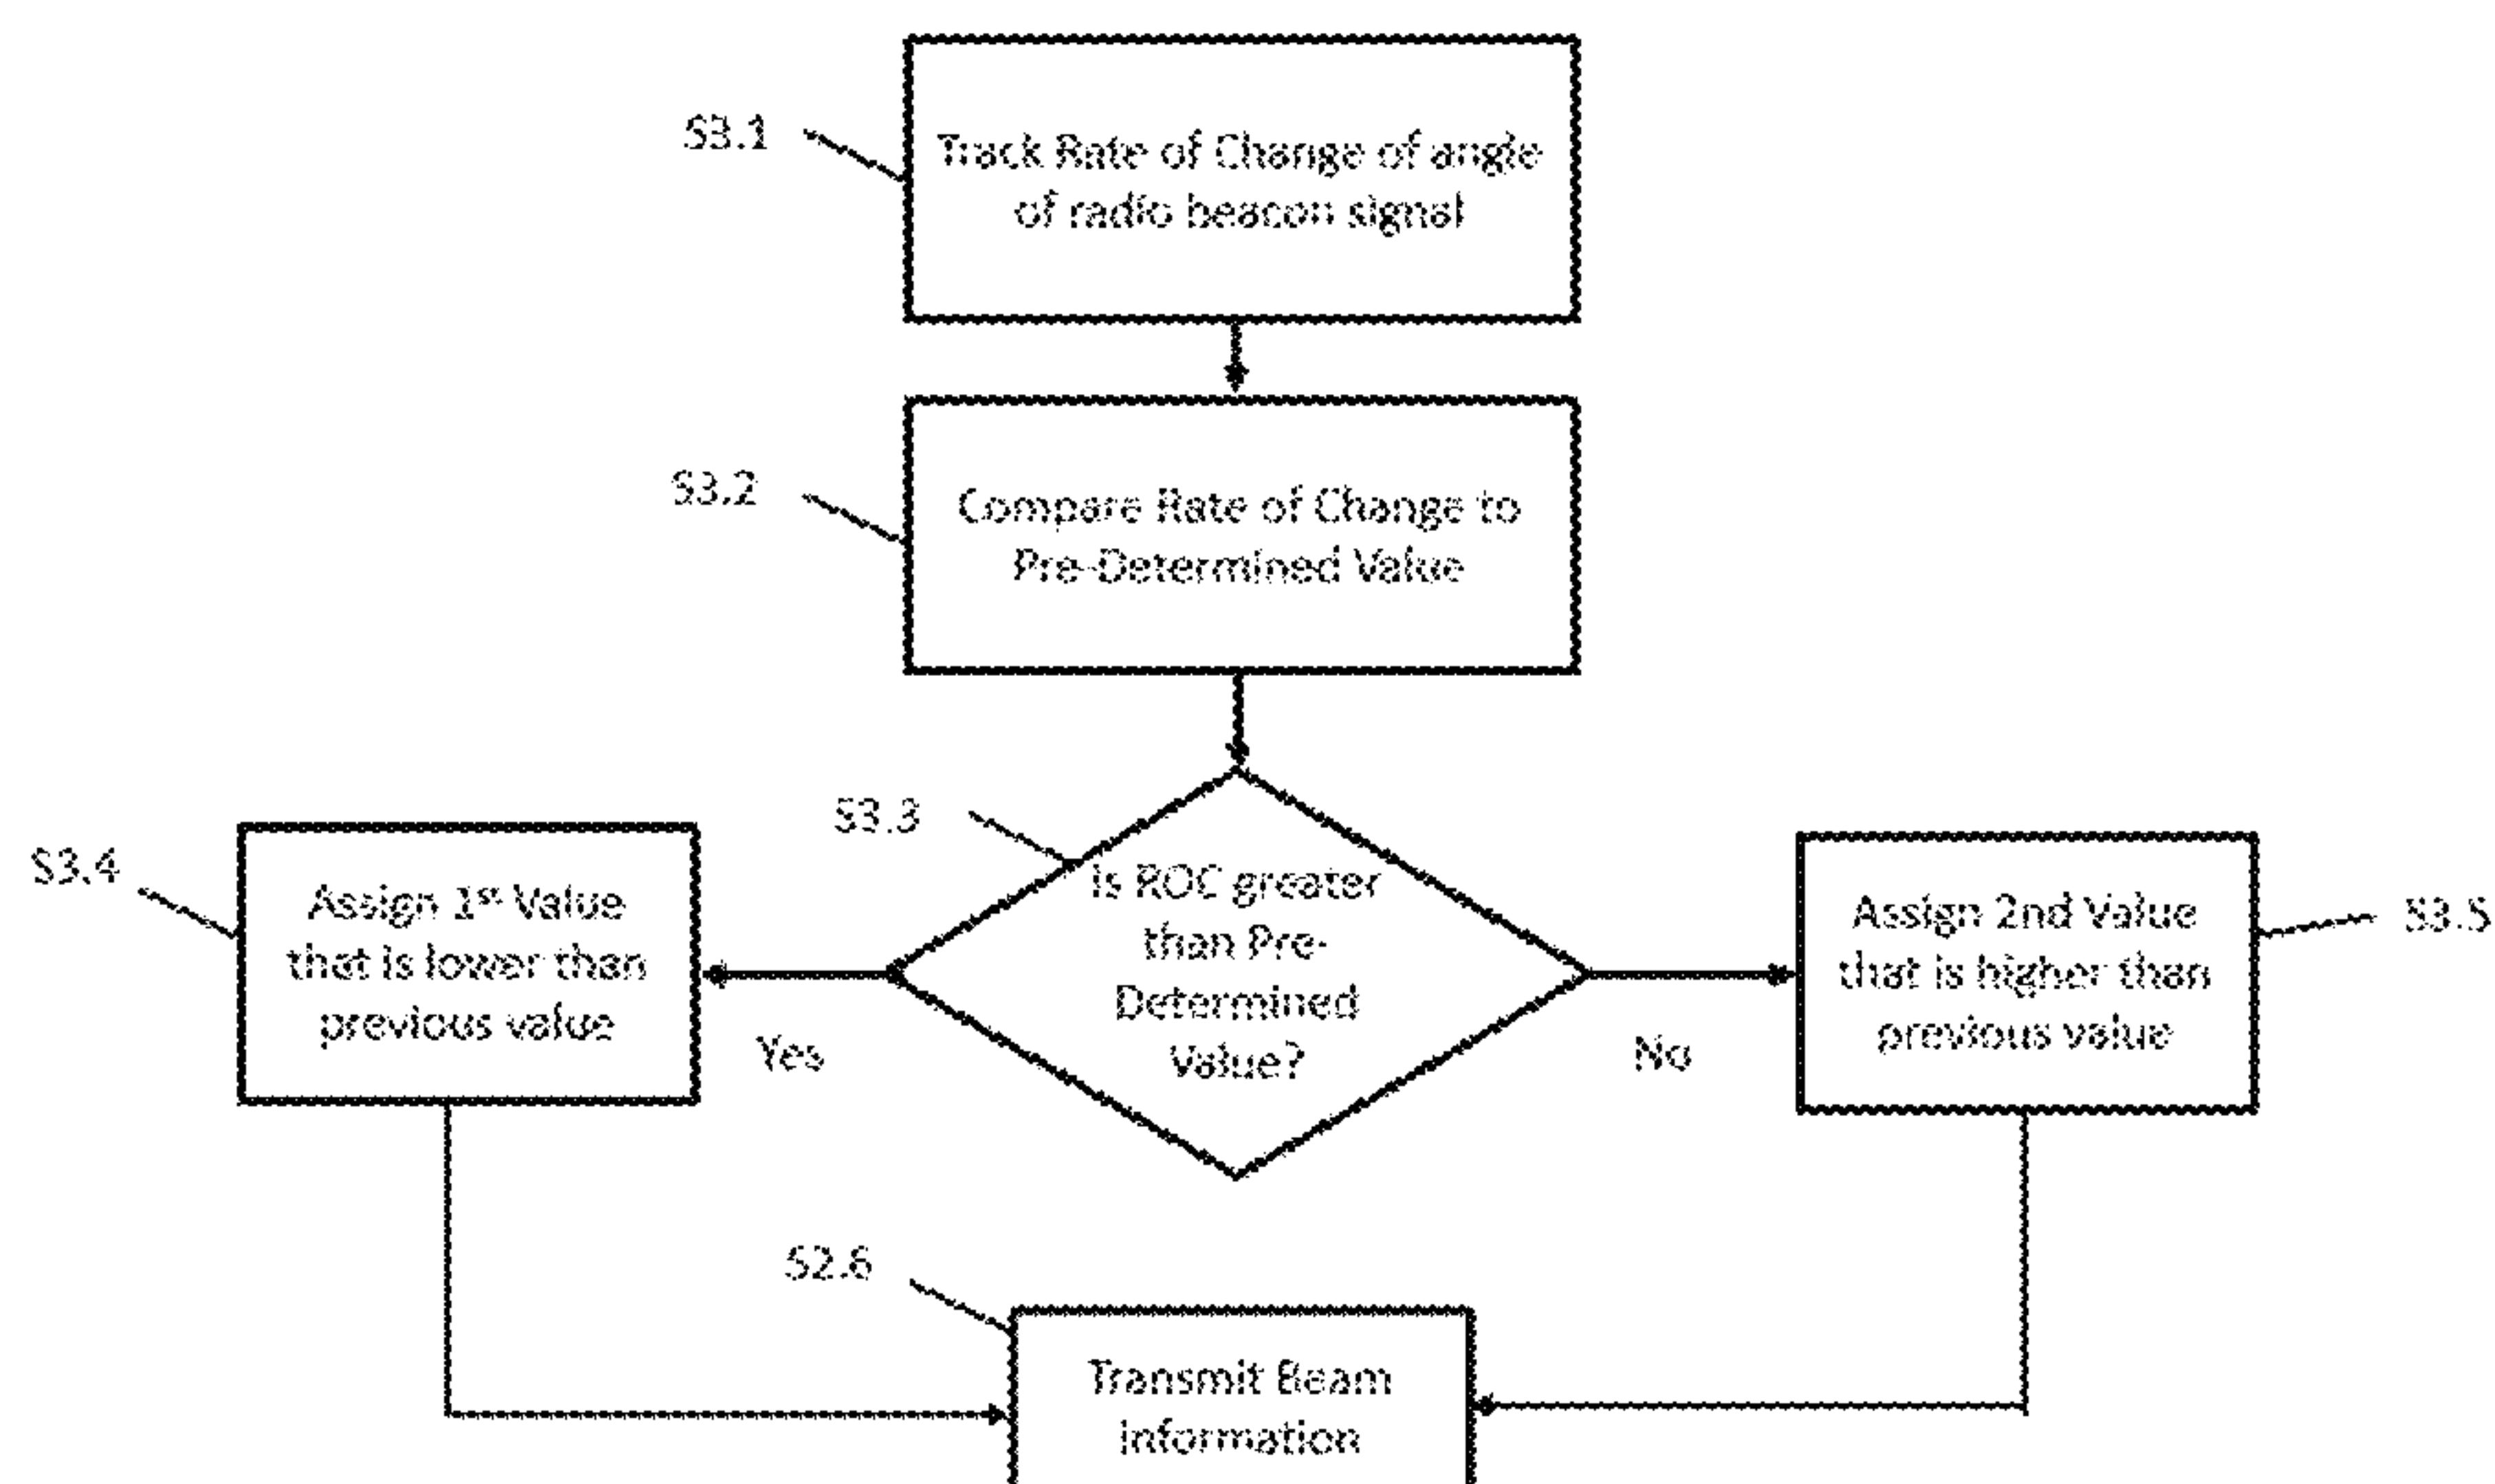 S3.1
Track Rate of Change of angle
of radio beacon signal
S3.2
Compare Rate of Change to
Pre-Determined Value
S3.3
Is ROC greater
than Pre-
Determined
Value?
S3.4
Assign 1st Value
that is lower than
previous value
Yes
No
Assign 2nd Value
that is higher than
previous value
S3.5
S2.6
Transmit Beam
Information